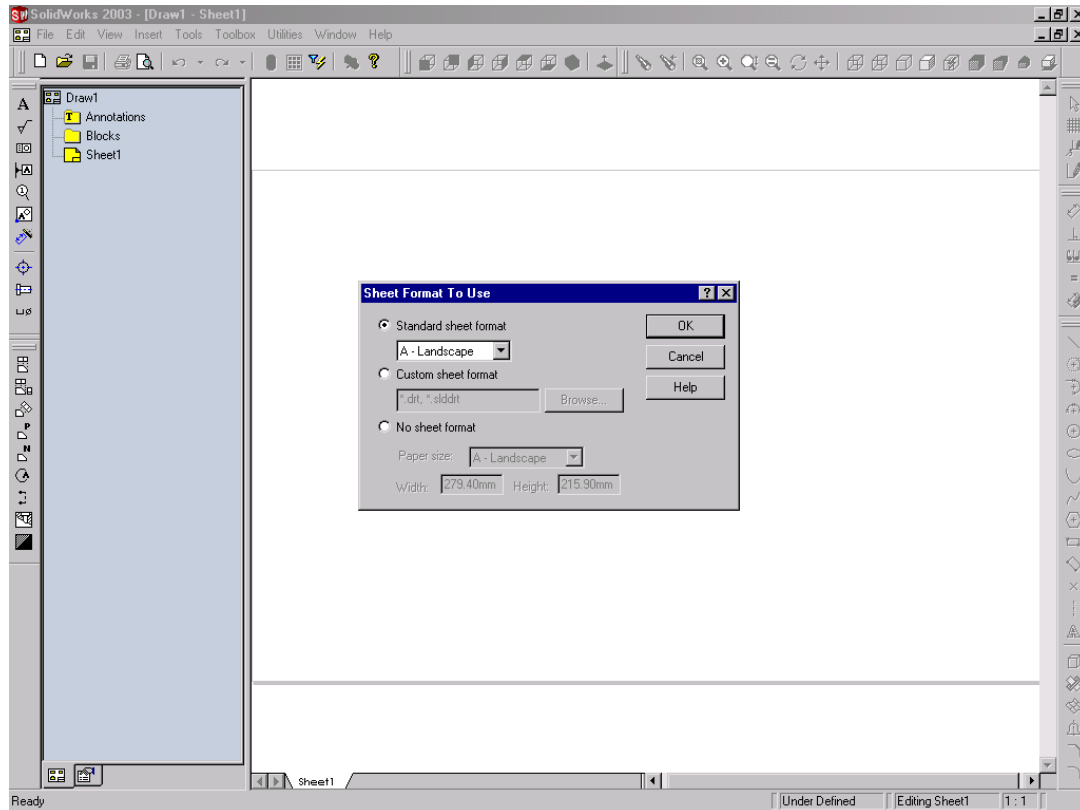 SolidWorks 2003 - [Draw1 - Sheet1]
File Edit View Insert Tools Toolbox Utilities Window Help
Draw1
Annotations
Blocks
Sheet1
Sheet Format To Use
Standard sheet format
A - Landscape
Custom sheet format
*.drt, *.slddrt
Browse...
No sheet format
Paper size: A - Landscape
Width: 279.40mm Height: 215.90mm
OK
Cancel
Help
Sheet1
Ready Under Defined Editing Sheet1 1 : 1